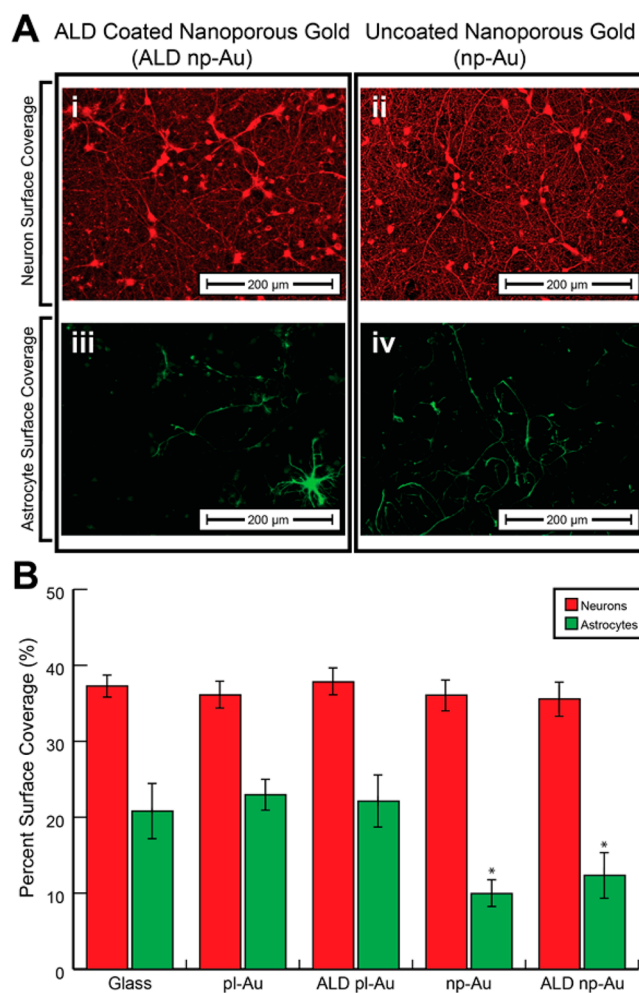 A
ALD Coated Nanoporous Gold
(ALD np-Au)
Uncoated Nanoporous Gold
(np-Au)
Neuron Surface Coverage
i
200 µm
ii
200 µm
Astrocyte Surface Coverage
iii
200 µm
iv
200 µm
B
Percent Surface Coverage (%)
50
40
30
20
10
0
Neurons
Astrocytes
*
*
Glass
pl-Au
ALD pl-Au
np-Au
ALD np-Au